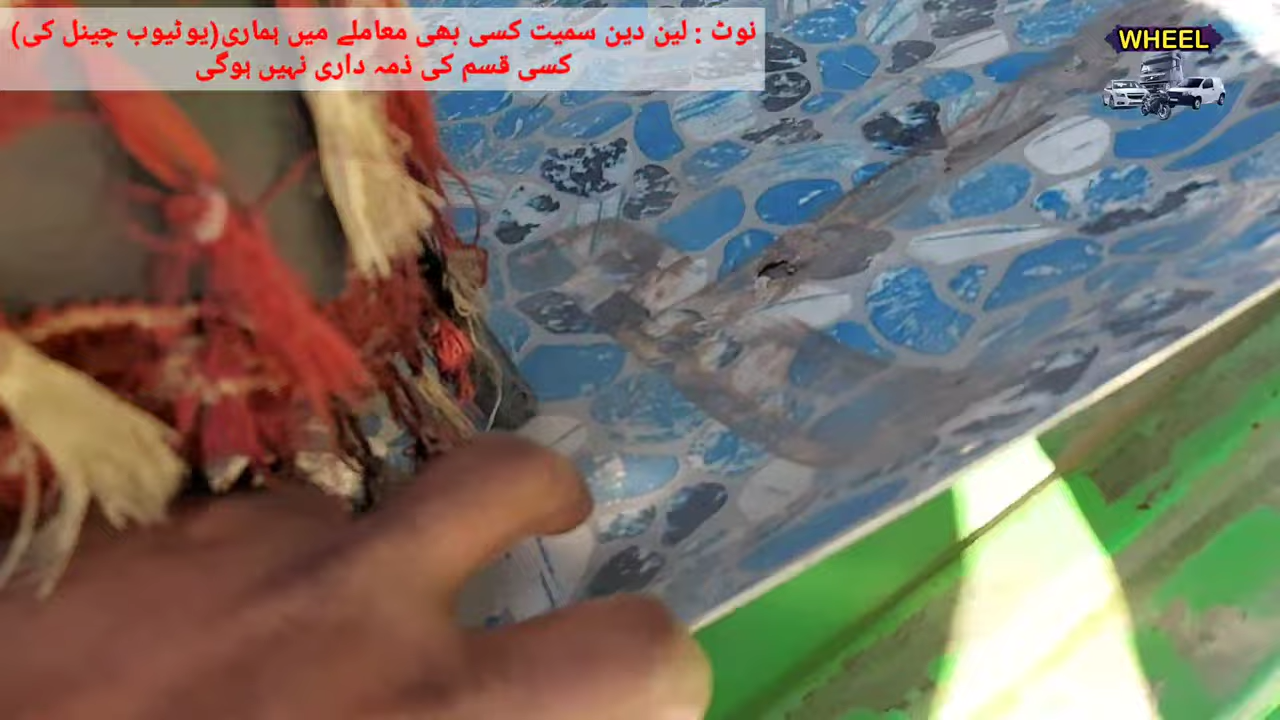 نوٹ : لین دین سمیت کسی بھی معاملے میں ہماری(یوٹیوب چینل کی)
کسی قسم کی ذمہ داری نہیں ہوگی
WHEEL